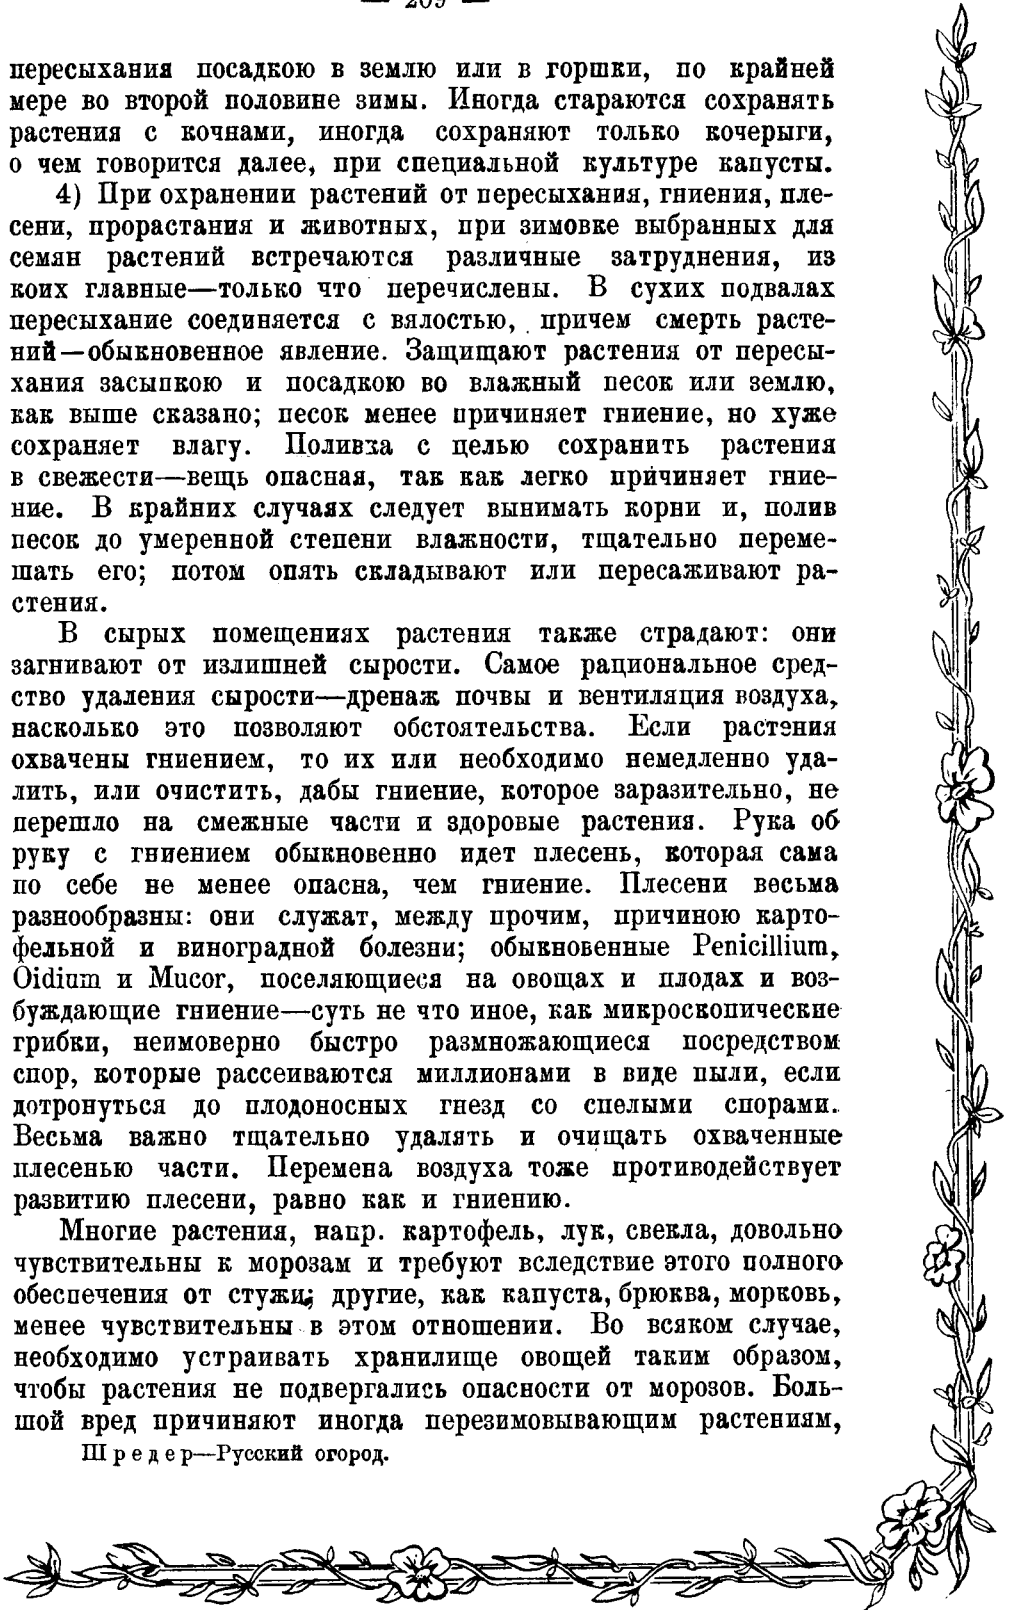 — 209 —
пересыхания посадкою в землю или в горшки, по крайней
мере во второй половине зимы. Иногда стараются сохранять
растения с кочнами, иногда сохраняют только кочерыги,
о чем говорится далее, при специальной культуре капусты.
4) При охранении растений от пересыхания, гниения, пле-
сени, прорастания и животных, при зимовке выбранных для
семян растений встречаются различные затруднения, из
коих главные—только что перечислены. В сухих подвалах
пересыхание соединяется с вялостью, причем смерть расте-
ний—обыкновенное явление. Защищают растения от пересы-
хания засыпкою и посадкою во влажный песок или землю,
как выше сказано; песок менее причиняет гниение, но хуже
сохраняет влагу. Поливка с целью сохранить растения
в свежести—вещь опасная, так как легко причиняет гние-
ние. В крайних случаях следует вынимать корни и, полив
песок до умеренной степени влажности, тщательно переме-
шать его; потом опять складывают или пересаживают ра-
стения.
В сырых помещениях растения также страдают: они
загнивают от излишней сырости. Самое рациональное сред-
ство удаления сырости—дренаж почвы и вентиляция воздуха,
насколько это позволяют обстоятельства. Если растэния
охвачены гниением, то их или необходимо немедленно уда-
лить, или очистить, дабы гниение, которое заразительно, не
перешло на смежные части и здоровые растения. Рука об
руку с гниением обыкновенно идет плесень, которая сама
по себе не менее опасна, чем гниение. Плесени весьма
разнообразны: они служат, между прочим, причиною карто-
фельной и виноградной болезни; обыкновенные Penicillium,
Oidium и Mucor, поселяющиеся на овощах и плодах и воз-
буждающие гниение—суть не что иное, как микроскопические
грибки, неимоверно быстро размножающиеся посредством
спор, которые рассеиваются миллионами в виде пыли, если
дотронуться до плодоносных гнезд со спелыми спорами.
Весьма важно тщательно удалять и очищать охваченные
плесенью части. Перемена воздуха тоже противодействует
развитию плесени, равно как и гниению.
Многие растения, напр. картофель, лук, свекла, довольно
чувствительны к морозам и требуют вследствие этого полного
обеспечения от стужи; другие, как капуста, брюква, морковь,
менее чувствительны в этом отношении. Во всяком случае,
необходимо устраивать хранилище овощей таким образом,
чтобы растения не подвергались опасности от морозов. Боль-
шой вред причиняют иногда перезимовывающим растениям,
Шредер—Русский огород.